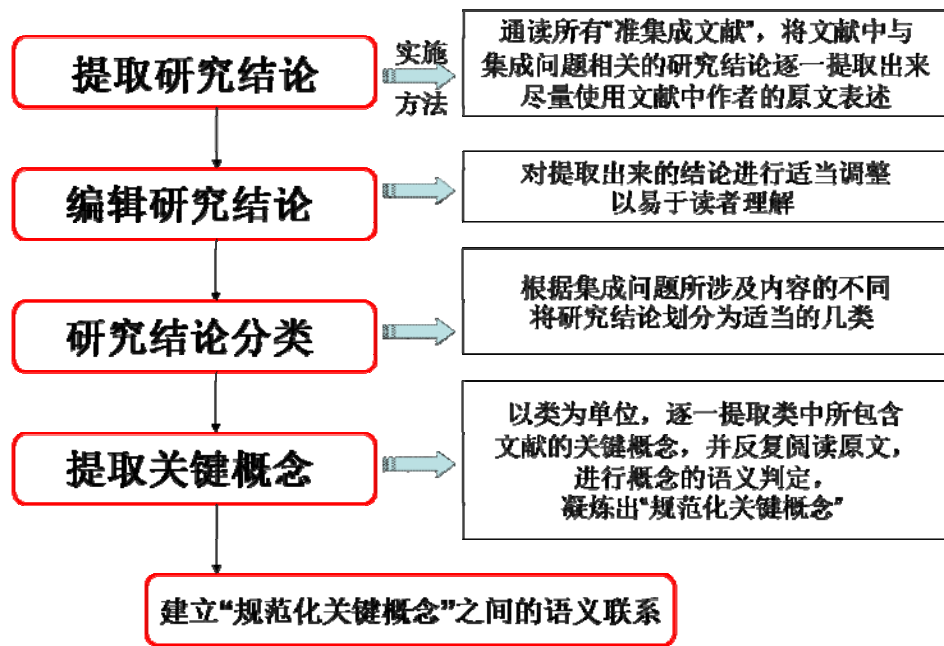 提取研究结论
实施
方法
通读所有“准集成文献”，将文献中与
集成问题相关的研究结论逐一提取出来
尽量使用文献中作者的原文表述
编辑研究结论
对提取出来的结论进行适当调整
以易于读者理解
研究结论分类
根据集成问题所涉及内容的不同
将研究结论划分为适当的几类
提取关键概念
以类为单位，逐一提取类中所包含
文献的关键概念，并反复阅读原文，
进行概念的语义判定，
凝炼出“规范化关键概念”
建立“规范化关键概念”之间的语义联系